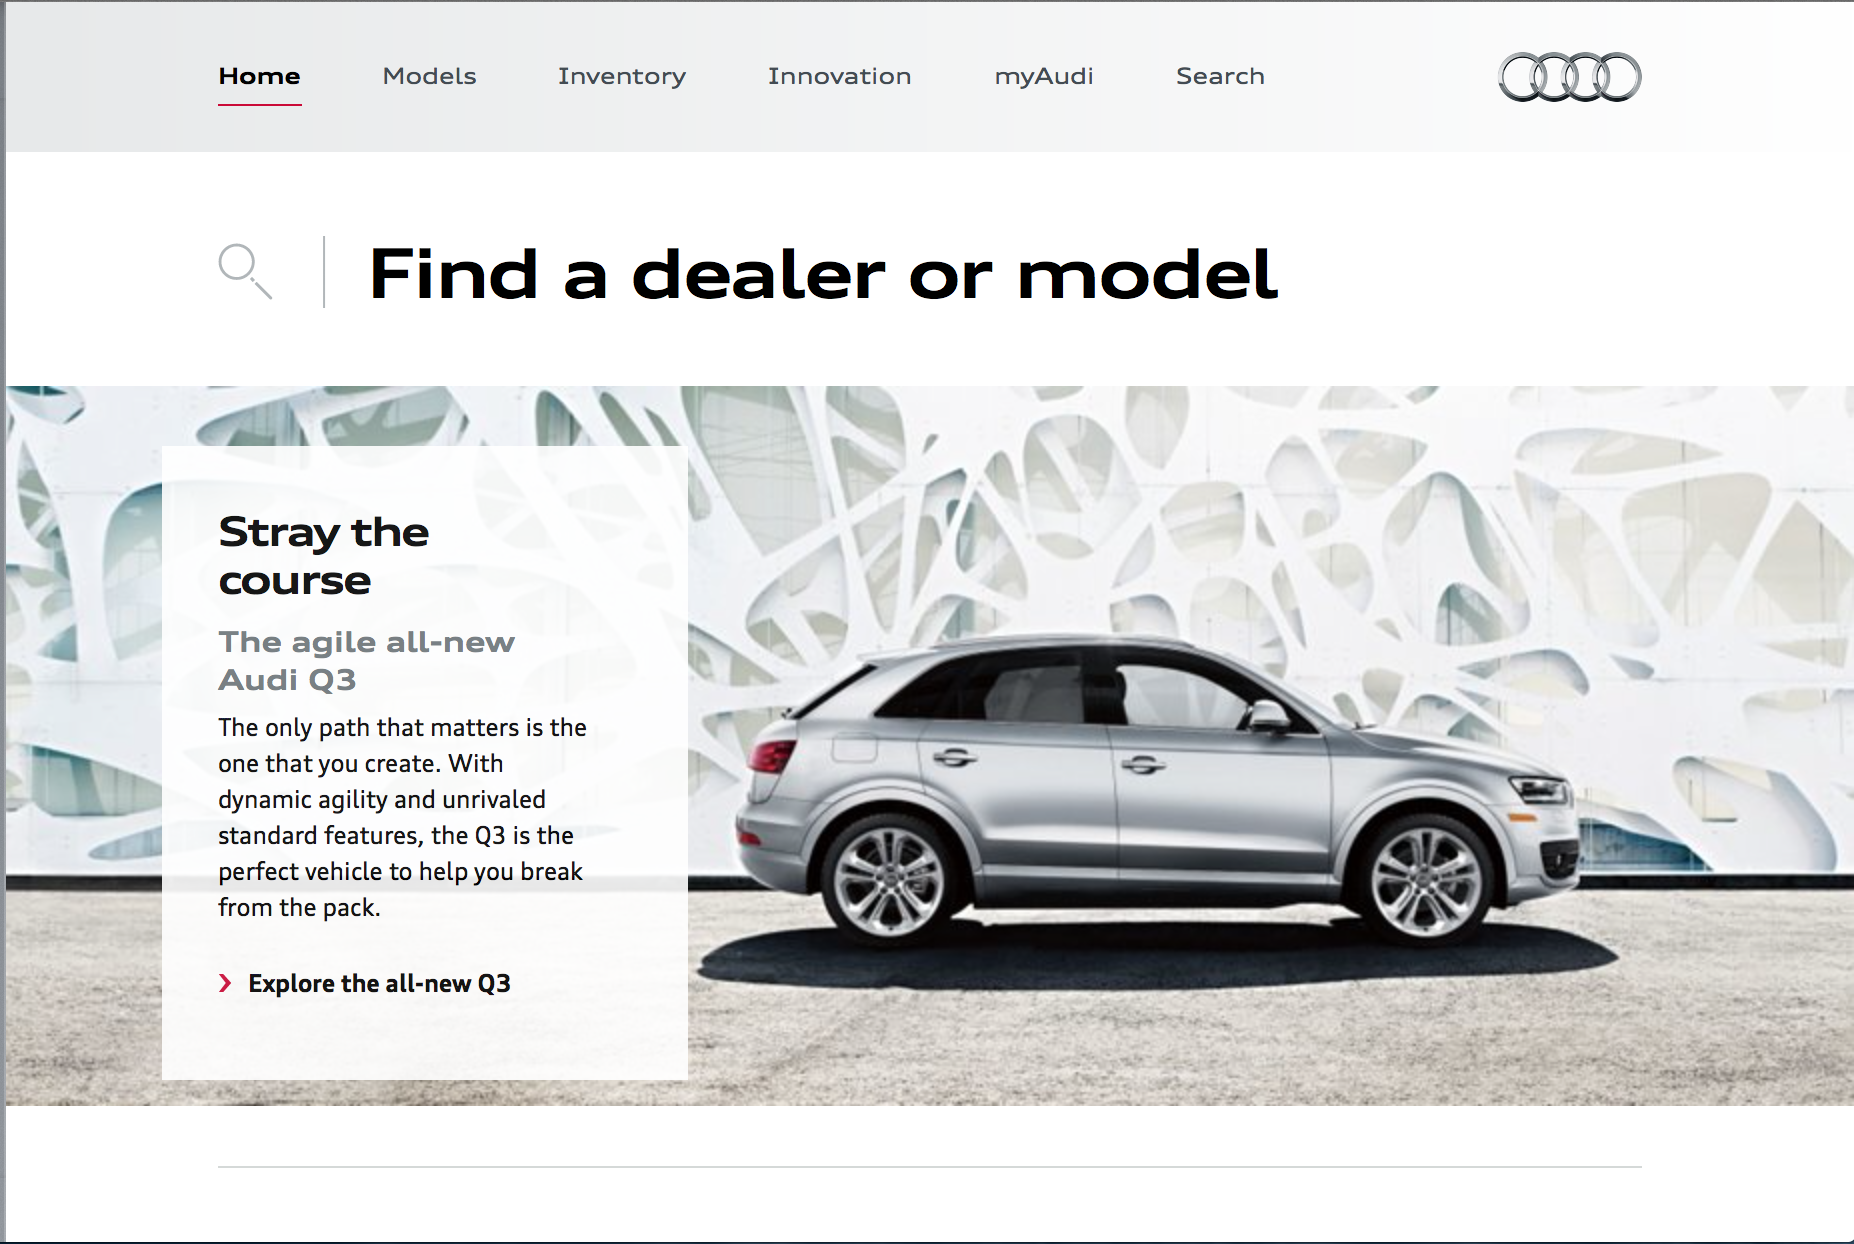 Home Models Inventory Innovation myAudi Search
Find a dealer or model
Stray the
course
The agile all-new
Audi Q3
The only path that matters is the
one that you create. With
dynamic agility and unrivaled
standard features, the Q3 is the
perfect vehicle to help you break
from the pack.
Explore the all-new Q3